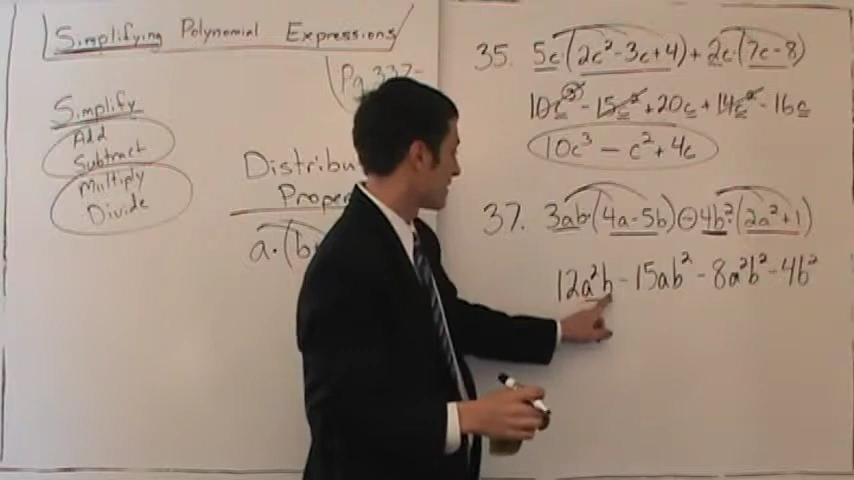 Simplifying Polynomial Expressions
Pg. 337-
Simplify
Add
Subtract
Multiply
Divide
Distribu
Proper
a·(b
35. 5c(2c²-3c+4)+2c·(7c-8)
10c³-15c²+20c+14c²-16c
10c³-c²+4c
37. 3ab·(4a-5b)-4b²·(2a²+1)
12a²b-15ab²-8a²b²-4b²